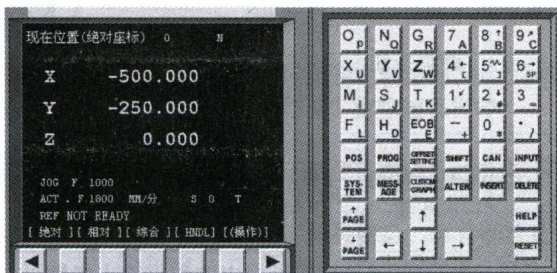 现在位置(绝对座标) O N
X -500.000
Y -250.000
Z 0.000
JOG F 1000
ACT . F.1800 MM/分 S 0 T
REF NOT READY
[ 绝对 ][ 相对 ][ 综合 ][ HNDL] [(操作)]
O P N Q G R 7 A 8 ↑ B 9 ↗ C
X U Y V Z W 4 ← [ 5 ] 6 → SP
M I S J T K 1 ↙ , 2 ↓ # 3 =
F L H D EOB E - + 0 * . /
POS PROG OFFSET SETTING SHIFT CAN INPUT
SYS-TEM MESS-AGE CUSTOM GRAPH ALTER INSERT DELETE
↑ PAGE ↑ HELP
↓ PAGE ← ↓ → RESET
◀ ▶